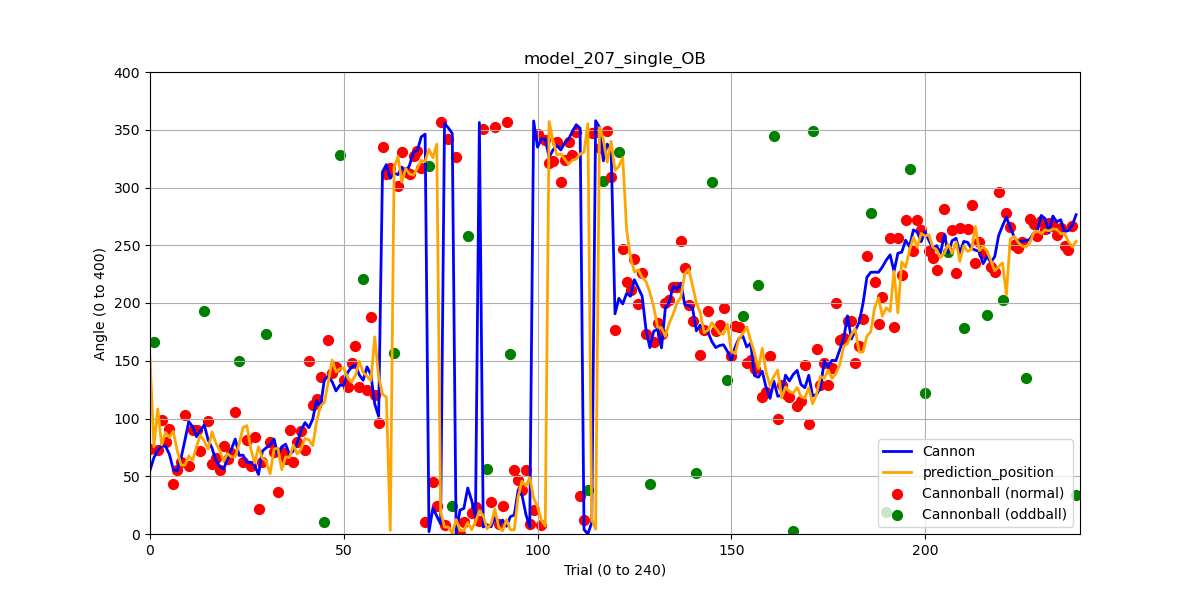 model_207_single_OB
400
350
300
250
200
150
100
50
0
Angle (0 to 400)
0 50 100 150 200
Trial (0 to 240)
Cannon
prediction_position
Cannonball (normal)
Cannonball (oddball)